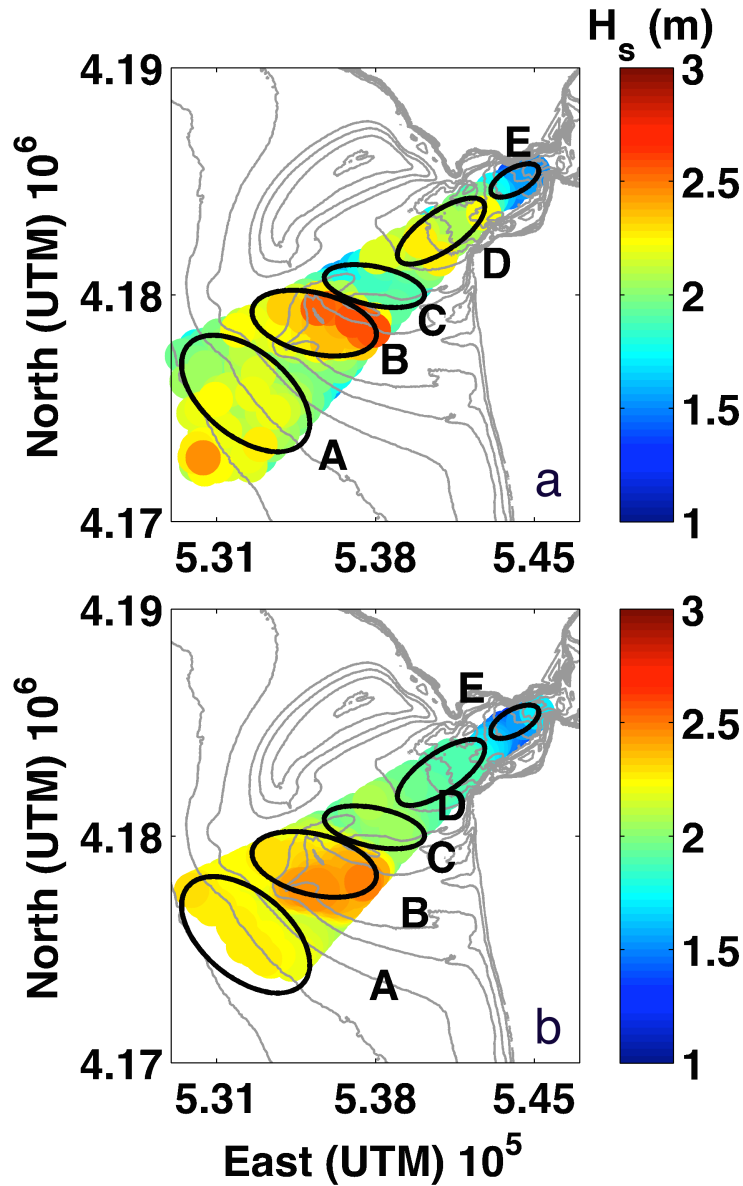 H_s (m)
4.19
3
E
2.5
D
4.18
2
C
B
North (UTM) 10^6
1.5
A
a
4.17
1
5.31 5.38 5.45
4.19
3
E
2.5
D
4.18
2
C
B
North (UTM) 10^6
1.5
A
b
4.17
1
5.31 5.38 5.45
East (UTM) 10^5